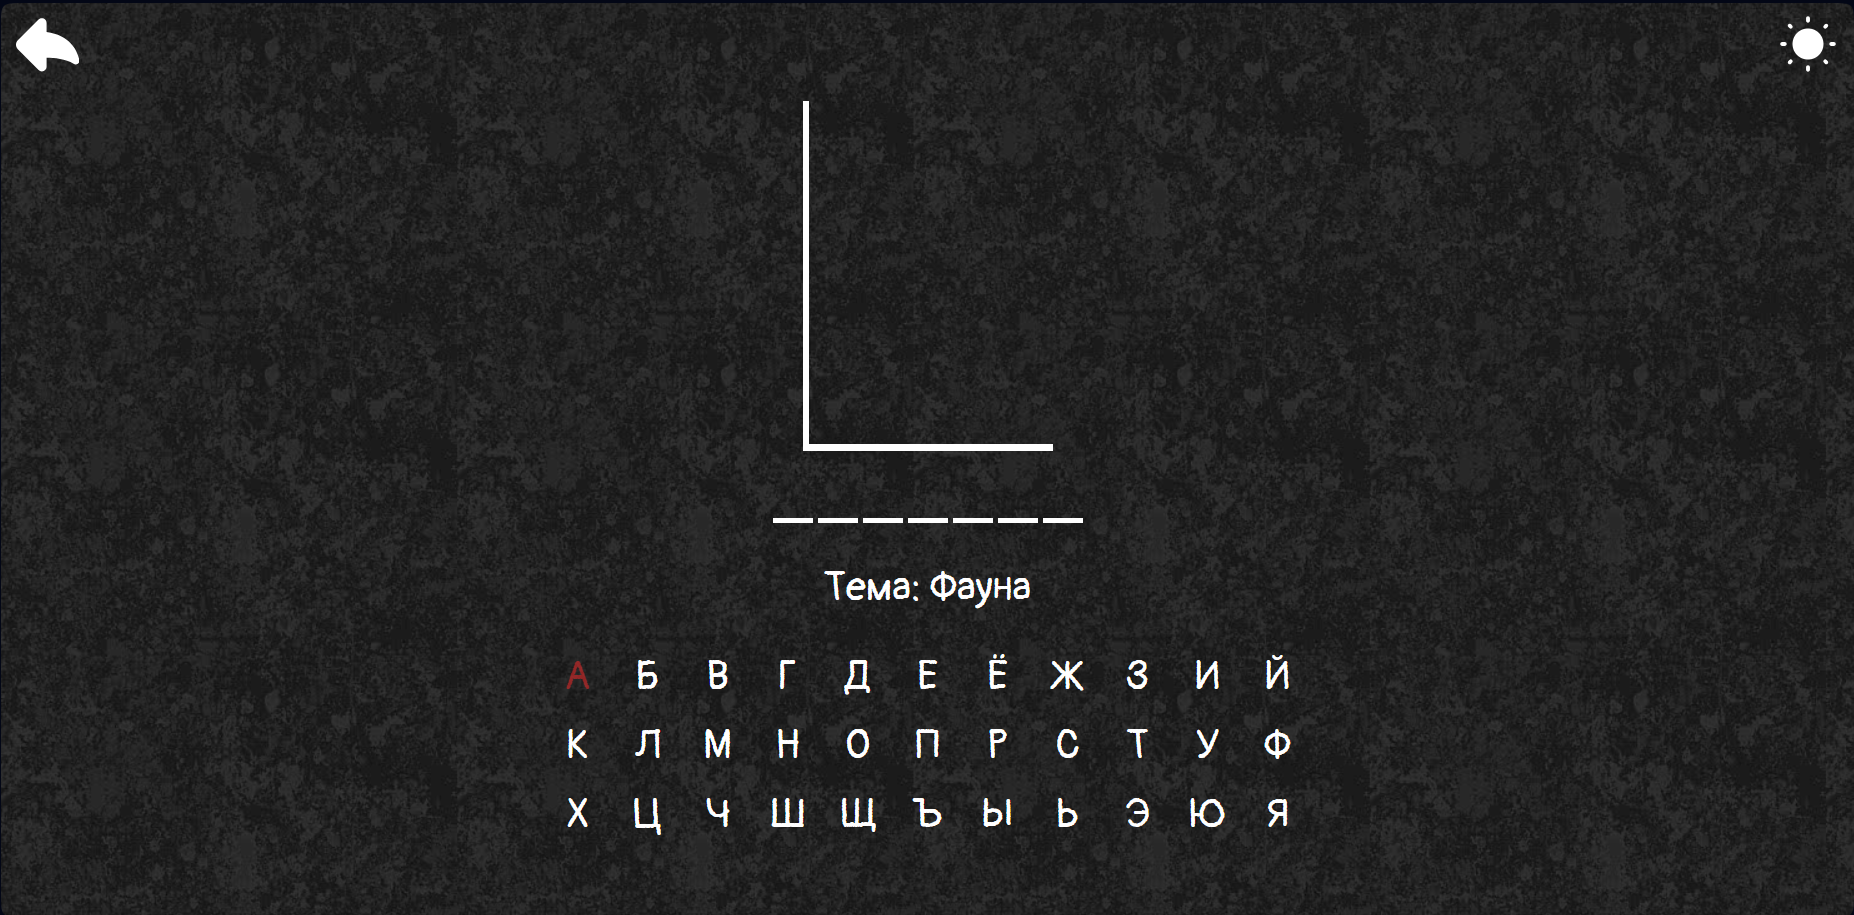 Тема: Фауна
А Б В Г Д Е Ё Ж З И Й
К Л М Н О П Р С Т У Ф
Х Ц Ч Ш Щ Ъ Ы Ь Э Ю Я